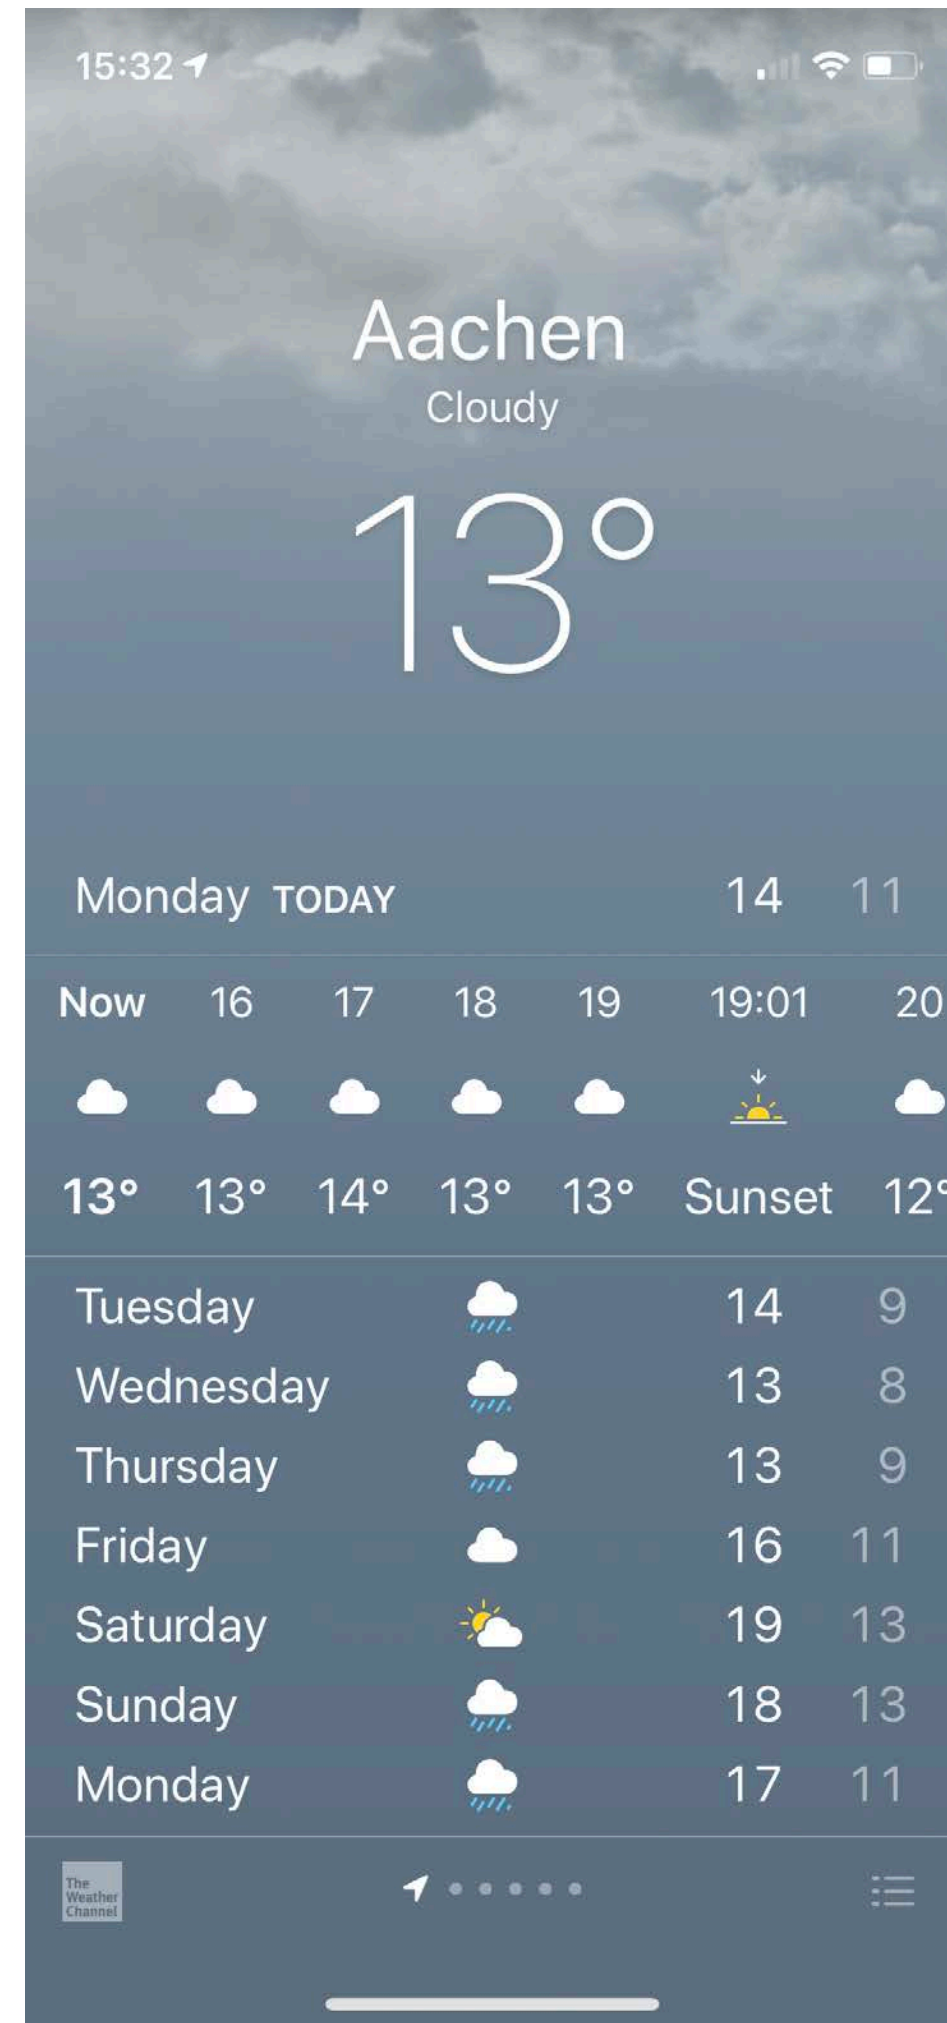 15:32
Aachen
Cloudy
13°
Monday TODAY 14 11
Now 16 17 18 19 19:01 20
13° 13° 14° 13° 13° Sunset 12°
Tuesday 14 9
Wednesday 13 8
Thursday 13 9
Friday 16 11
Saturday 19 13
Sunday 18 13
Monday 17 11
The
Weather
Channel